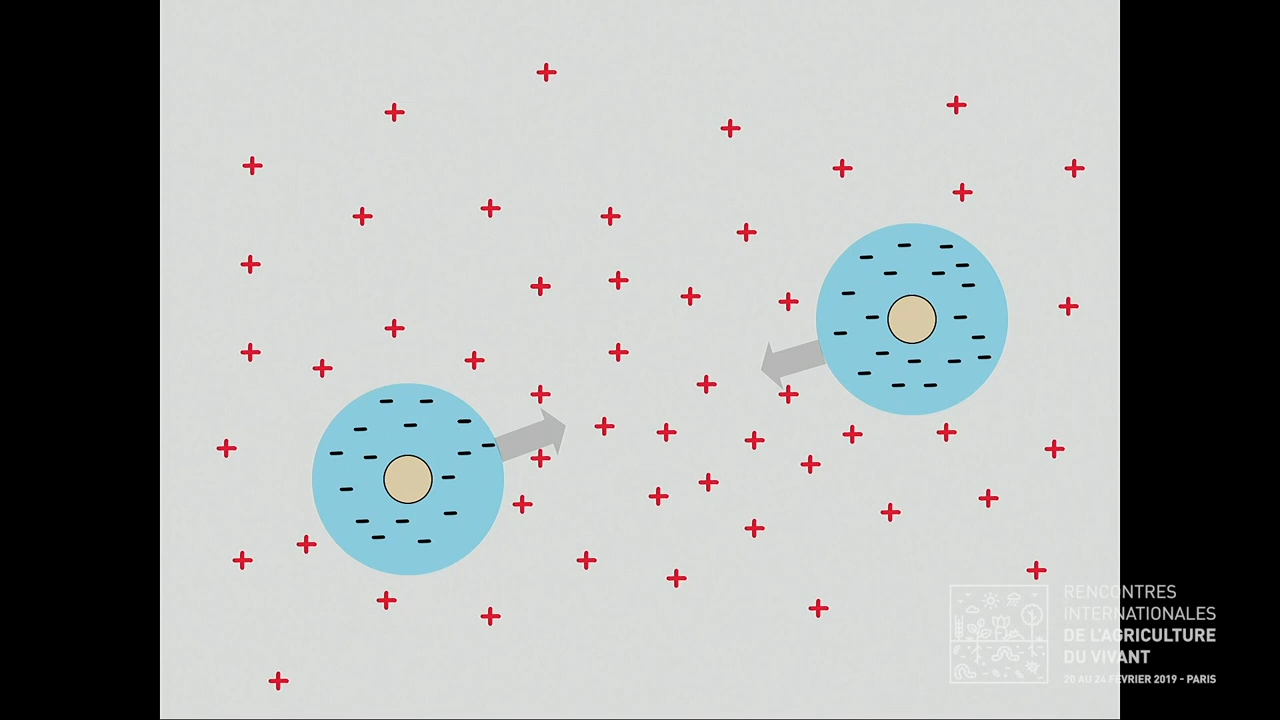 RENCONTRES
INTERNATIONALES
DE L'AGRICULTURE
DU VIVANT
20 AU 24 FÉVRIER 2019 - PARIS